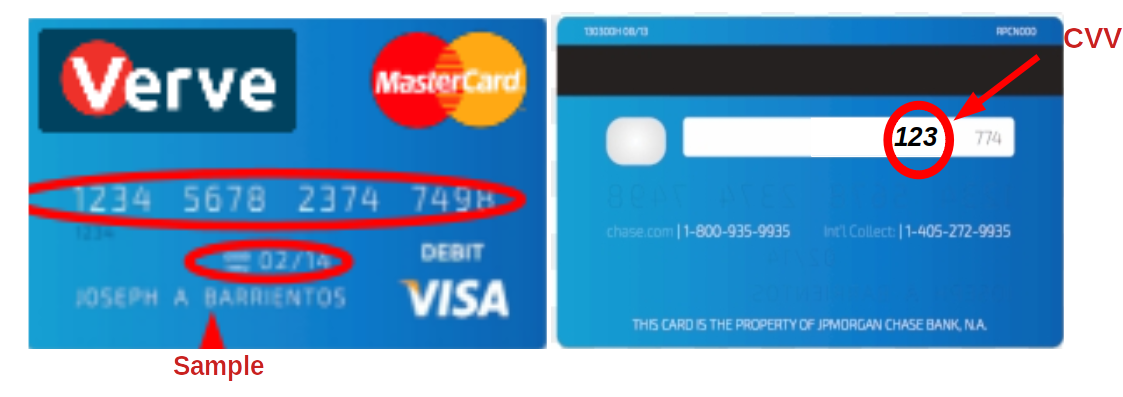 Verve
MasterCard
1234 5678 2374 7498
1234
02/14
DEBIT
JOSEPH A BARRIENTOS
VISA
Sample
130300H 08/13
RPCN000
CVV
123
774
chase.com | 1-800-935-9935
Int'l Collect: | 1-405-272-9935
THIS CARD IS THE PROPERTY OF JPMORGAN CHASE BANK, N.A.